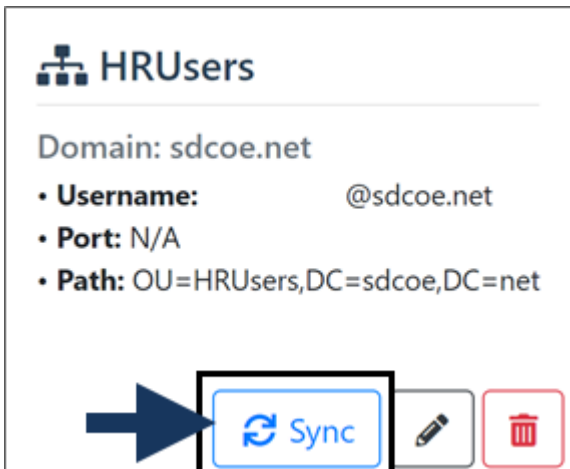 HRUsers
Domain: sdcoe.net
• Username: @sdcoe.net
• Port: N/A
• Path: OU=HRUsers,DC=sdcoe,DC=net
Sync